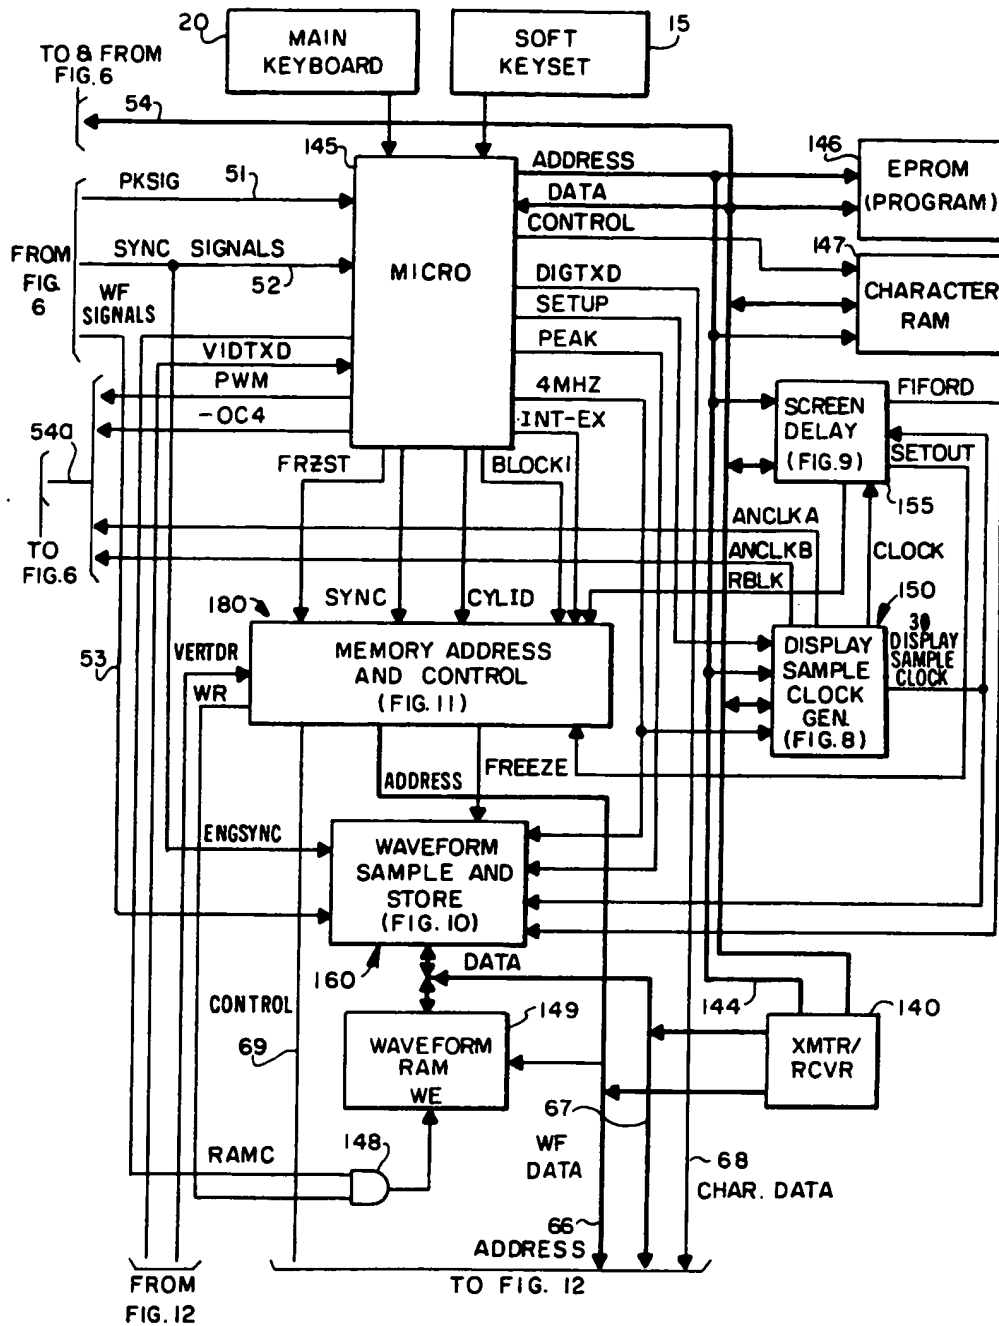 20
MAIN
KEYBOARD
SOFT
KEYSET
15
TO & FROM
FIG. 6
54
145
ADDRESS
146
EPROM
(PROGRAM)
PKSIG
51
DATA
CONTROL
FROM
FIG.
6
SYNC SIGNALS
52
MICRO
147
CHARACTER
RAM
WF
SIGNALS
DIGTXD
SETUP
VIDTXD
PEAK
PWM
4MHZ
-OC4
INT-EX
SCREEN
DELAY
(FIG. 9)
FIFORD
SETOUT
155
54a
FRZST
BLOCK1
TO
FIG. 6
ANCLKA
ANCLKB
RBLK
CLOCK
150
180
SYNC
CYLID
30
DISPLAY
SAMPLE
CLOCK
53
VERTDR
WR
MEMORY ADDRESS
AND CONTROL
(FIG. 11)
DISPLAY
SAMPLE
CLOCK
GEN.
(FIG. 8)
ADDRESS
FREEZE
ENGSYNC
WAVEFORM
SAMPLE AND
STORE
(FIG. 10)
160
DATA
144
140
XMTR/
RCVR
CONTROL
69
149
WAVEFORM
RAM
WE
67
RAMC
148
WF
DATA
68
CHAR. DATA
66
ADDRESS
FROM
FIG. 12
TO FIG. 12